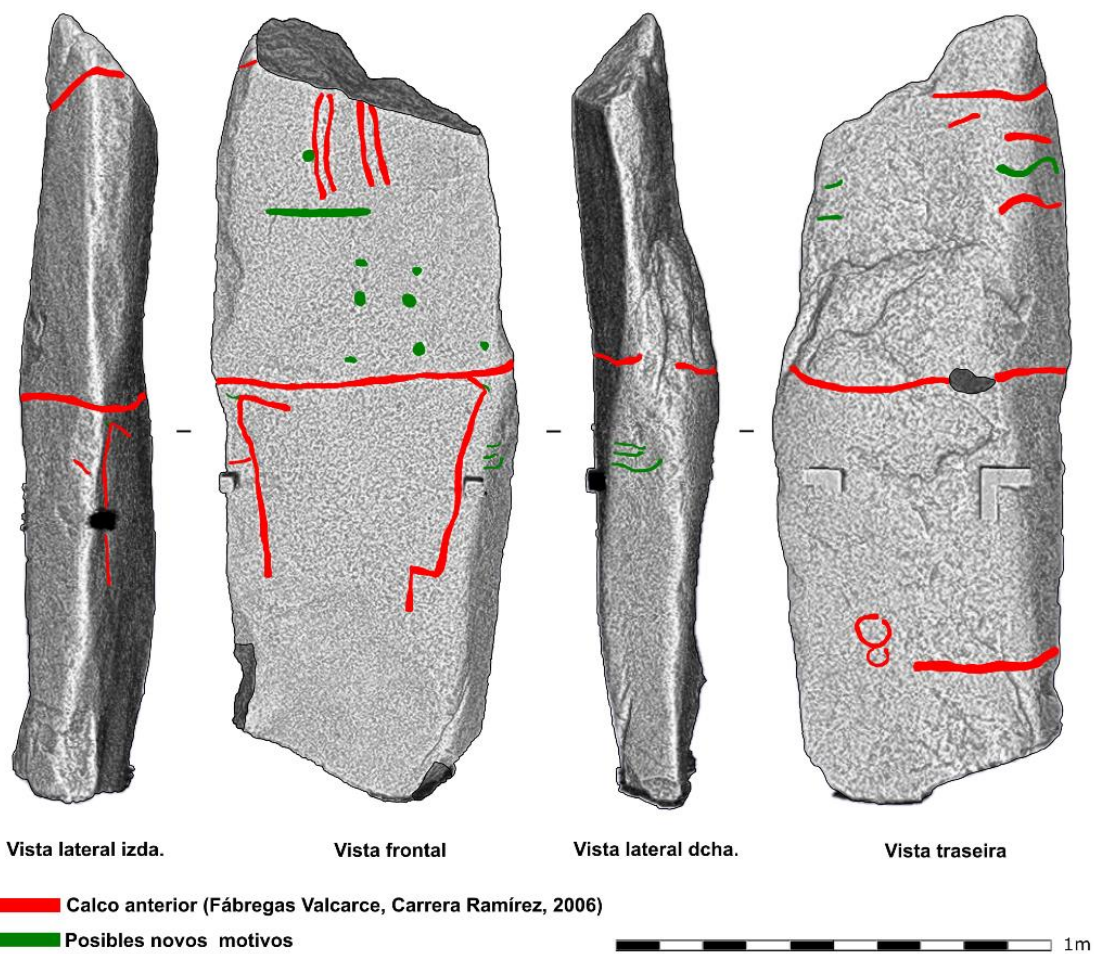 Vista lateral izda.
Vista frontal
Vista lateral dcha.
Vista traseira
Calco anterior (Fábregas Valcarce, Carrera Ramírez, 2006)
Posibles novos motivos
1m